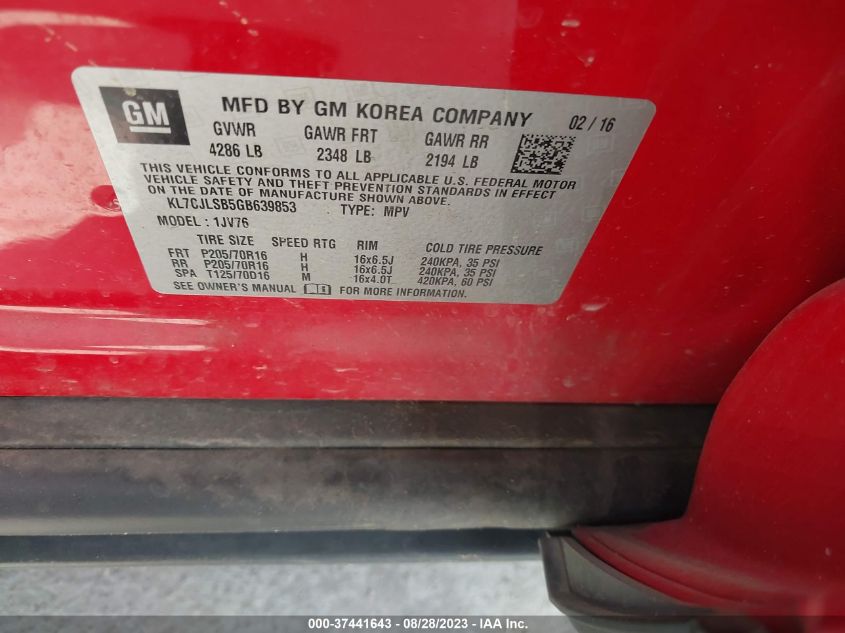 GM
MFD BY GM KOREA COMPANY 02 / 16
GVWR GAWR FRT GAWR RR
4286 LB 2348 LB 2194 LB
THIS VEHICLE CONFORMS TO ALL APPLICABLE U.S. FEDERAL MOTOR
VEHICLE SAFETY AND THEFT PREVENTION STANDARDS IN EFFECT
ON THE DATE OF MANUFACTURE SHOWN ABOVE.
KL7CJLSB5GB639853 TYPE: MPV
MODEL : 1JV76
TIRE SIZE SPEED RTG RIM COLD TIRE PRESSURE
FRT P205/70R16 H 16x6.5J 240KPA, 35 PSI
RR P205/70R16 H 16x6.5J 240KPA, 35 PSI
SPA T125/70D16 M 16x4.0T 420KPA, 60 PSI
SEE OWNER'S MANUAL FOR MORE INFORMATION.
000-37441643 - 08/28/2023 - IAA Inc.